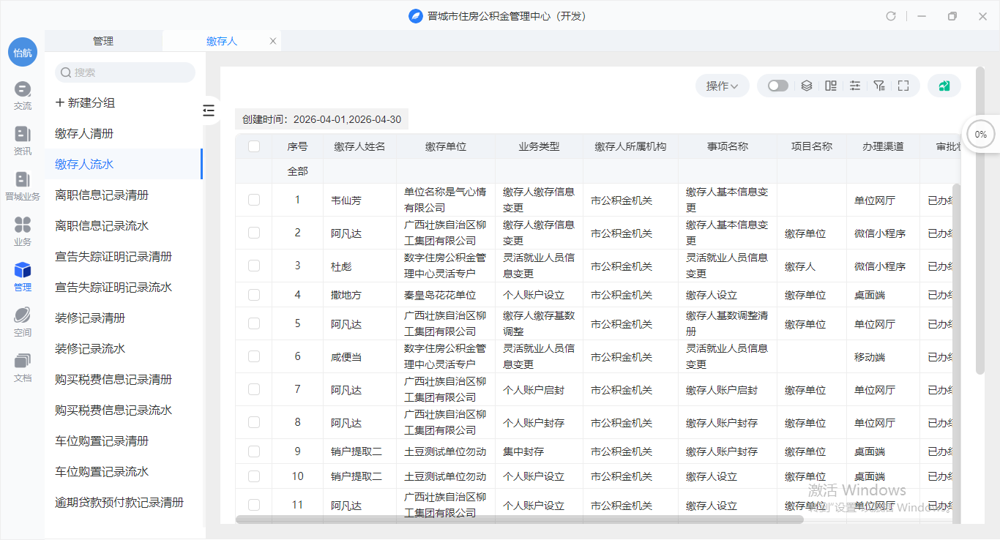 晋城市住房公积金管理中心（开发）
管理
缴存人
怡航
交流
资讯
晋城业务
业务
管理
空间
文档
搜索
新建分组
缴存人清册
缴存人流水
离职信息记录清册
离职信息记录流水
宣告失踪证明记录清册
宣告失踪证明记录流水
装修记录清册
装修记录流水
购买税费信息记录清册
购买税费信息记录流水
车位购置记录清册
车位购置记录流水
逾期贷款预付款记录清册
操作
0%
创建时间：2026-04-01,2026-04-30
序号 缴存人姓名 缴存单位 业务类型 缴存人所属机构 事项名称 项目名称 办理渠道 审批
全部
1 韦仙芳 单位名称是气心情有限公司 缴存人缴存信息变更 市公积金机关 缴存人基本信息变更 单位网厅 已办
2 阿凡达 广西壮族自治区柳工集团有限公司 缴存人缴存信息变更 市公积金机关 缴存人基本信息变更 缴存单位 微信小程序 已办
3 杜彪 数字住房公积金管理中心灵活专户 灵活就业人员信息变更 市公积金机关 灵活就业人员信息变更 缴存人 微信小程序 已办
4 撒地方 秦皇岛花花单位 个人账户设立 市公积金机关 缴存人设立 缴存单位 桌面端 已办
5 阿凡达 广西壮族自治区柳工集团有限公司 缴存人缴存基数调整 市公积金机关 缴存人基数调整清册 缴存单位 单位网厅 已办
6 咸便当 数字住房公积金管理中心灵活专户 灵活就业人员信息变更 市公积金机关 灵活就业人员信息变更 移动端 已办
7 阿凡达 广西壮族自治区柳工集团有限公司 个人账户启封 市公积金机关 缴存人账户启封 缴存单位 单位网厅 已办
8 阿凡达 广西壮族自治区柳工集团有限公司 个人账户封存 市公积金机关 缴存人账户封存 缴存单位 单位网厅 已办
9 销户提取二 土豆测试单位勿动 集中封存 市公积金机关 缴存人账户封存 缴存单位 桌面端 已办
10 销户提取二 土豆测试单位勿动 个人账户设立 市公积金机关 缴存人设立 缴存单位 桌面端 已办
11 阿凡达 广西壮族自治区柳工集团有限公司 个人账户设立 市公积金机关 缴存人设立 缴存单位 单位网厅 已办
激活 Windows
转到"设置"以激活 Windows。